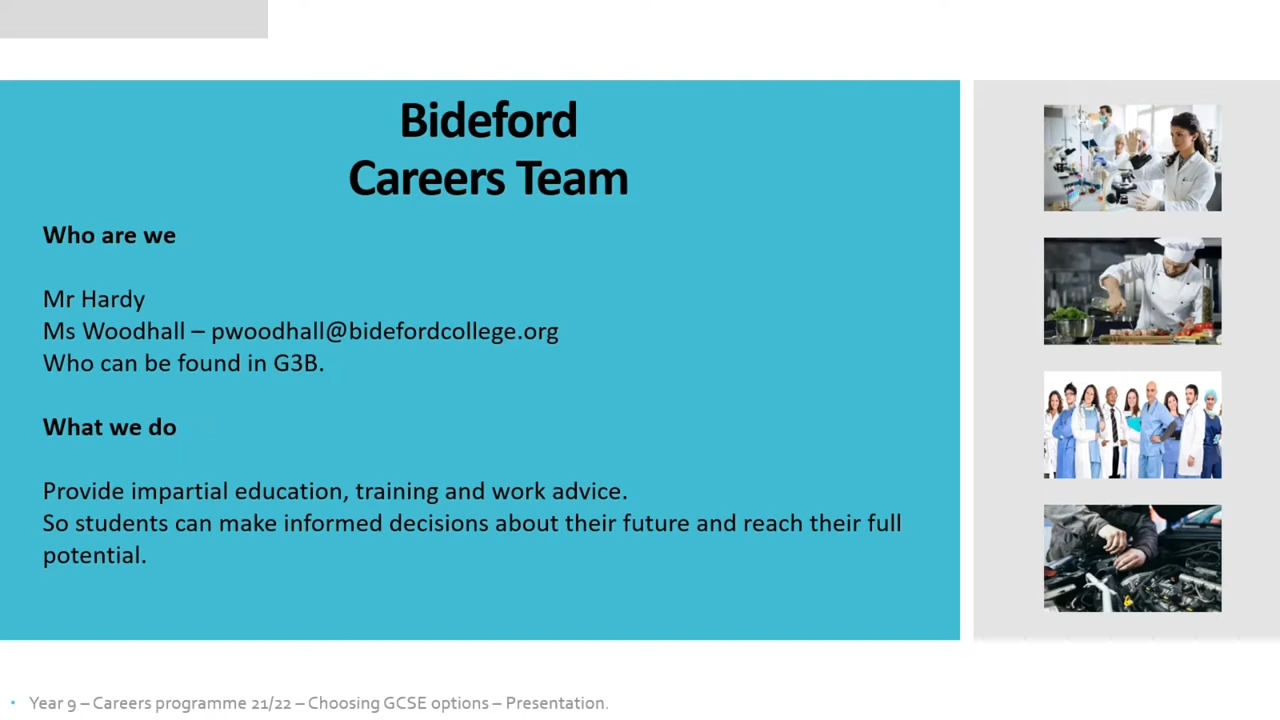 Bideford
Careers Team
Who are we
Mr Hardy
Ms Woodhall – pwoodhall@bidefordcollege.org
Who can be found in G3B.
What we do
Provide impartial education, training and work advice.
So students can make informed decisions about their future and reach their full
potential.
• Year 9 – Careers programme 21/22 – Choosing GCSE options – Presentation.